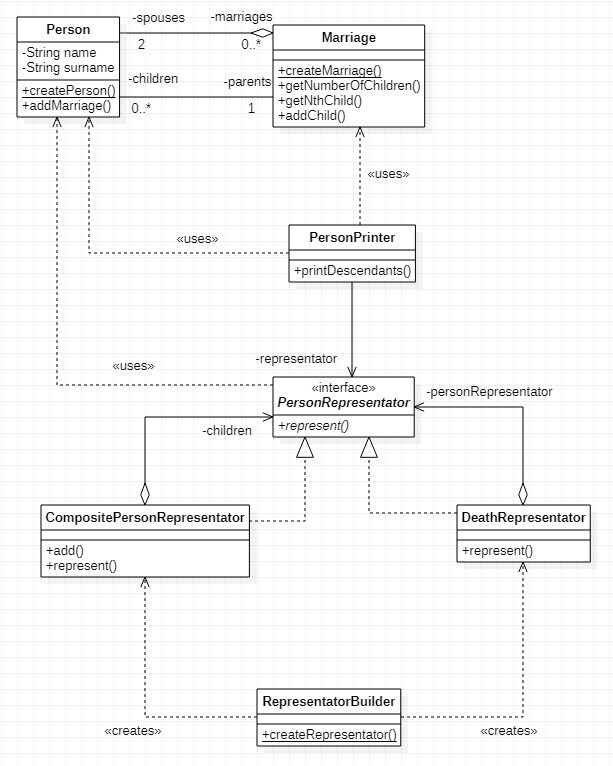 Person
-String name
-String surname
+createPerson()
+addMarriage()
-spouses
2
-marriages
0..*
-children
0..*
-parents
1
Marriage
+createMarriage()
+getNumberOfChildren()
+getNthChild()
+addChild()
«uses»
«uses»
PersonPrinter
+printDescendants()
-representator
«uses»
«interface»
PersonRepresentator
+represent()
-personRepresentator
-children
CompositePersonRepresentator
+add()
+represent()
DeathRepresentator
+represent()
RepresentatorBuilder
+createRepresentator()
«creates»
«creates»